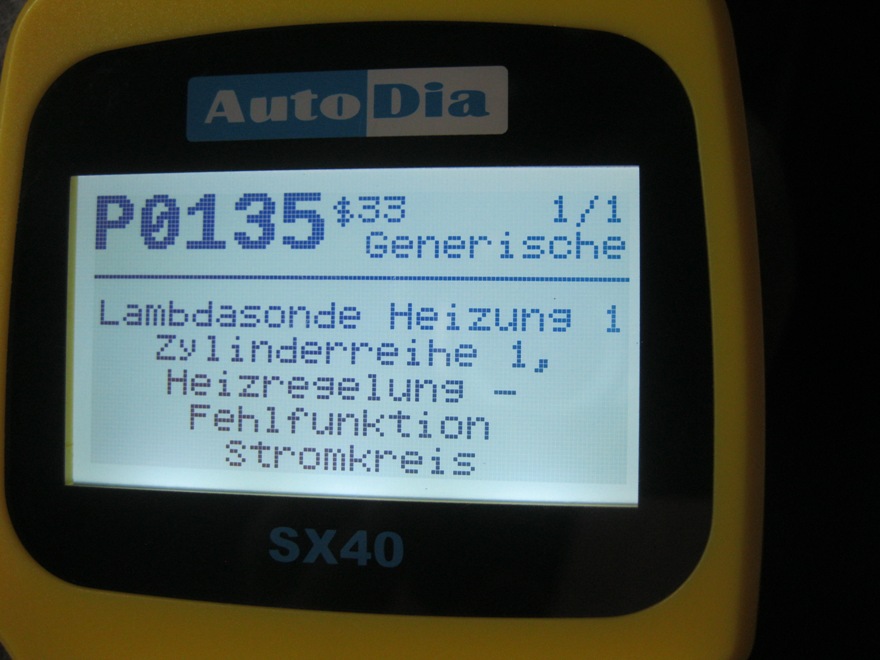 AutoDia
P0135 $33 1/1
Generische
Lambdasonde Heizung 1
Zylinderreihe 1,
Heizregelung –
Fehlfunktion
Stromkreis
SX40